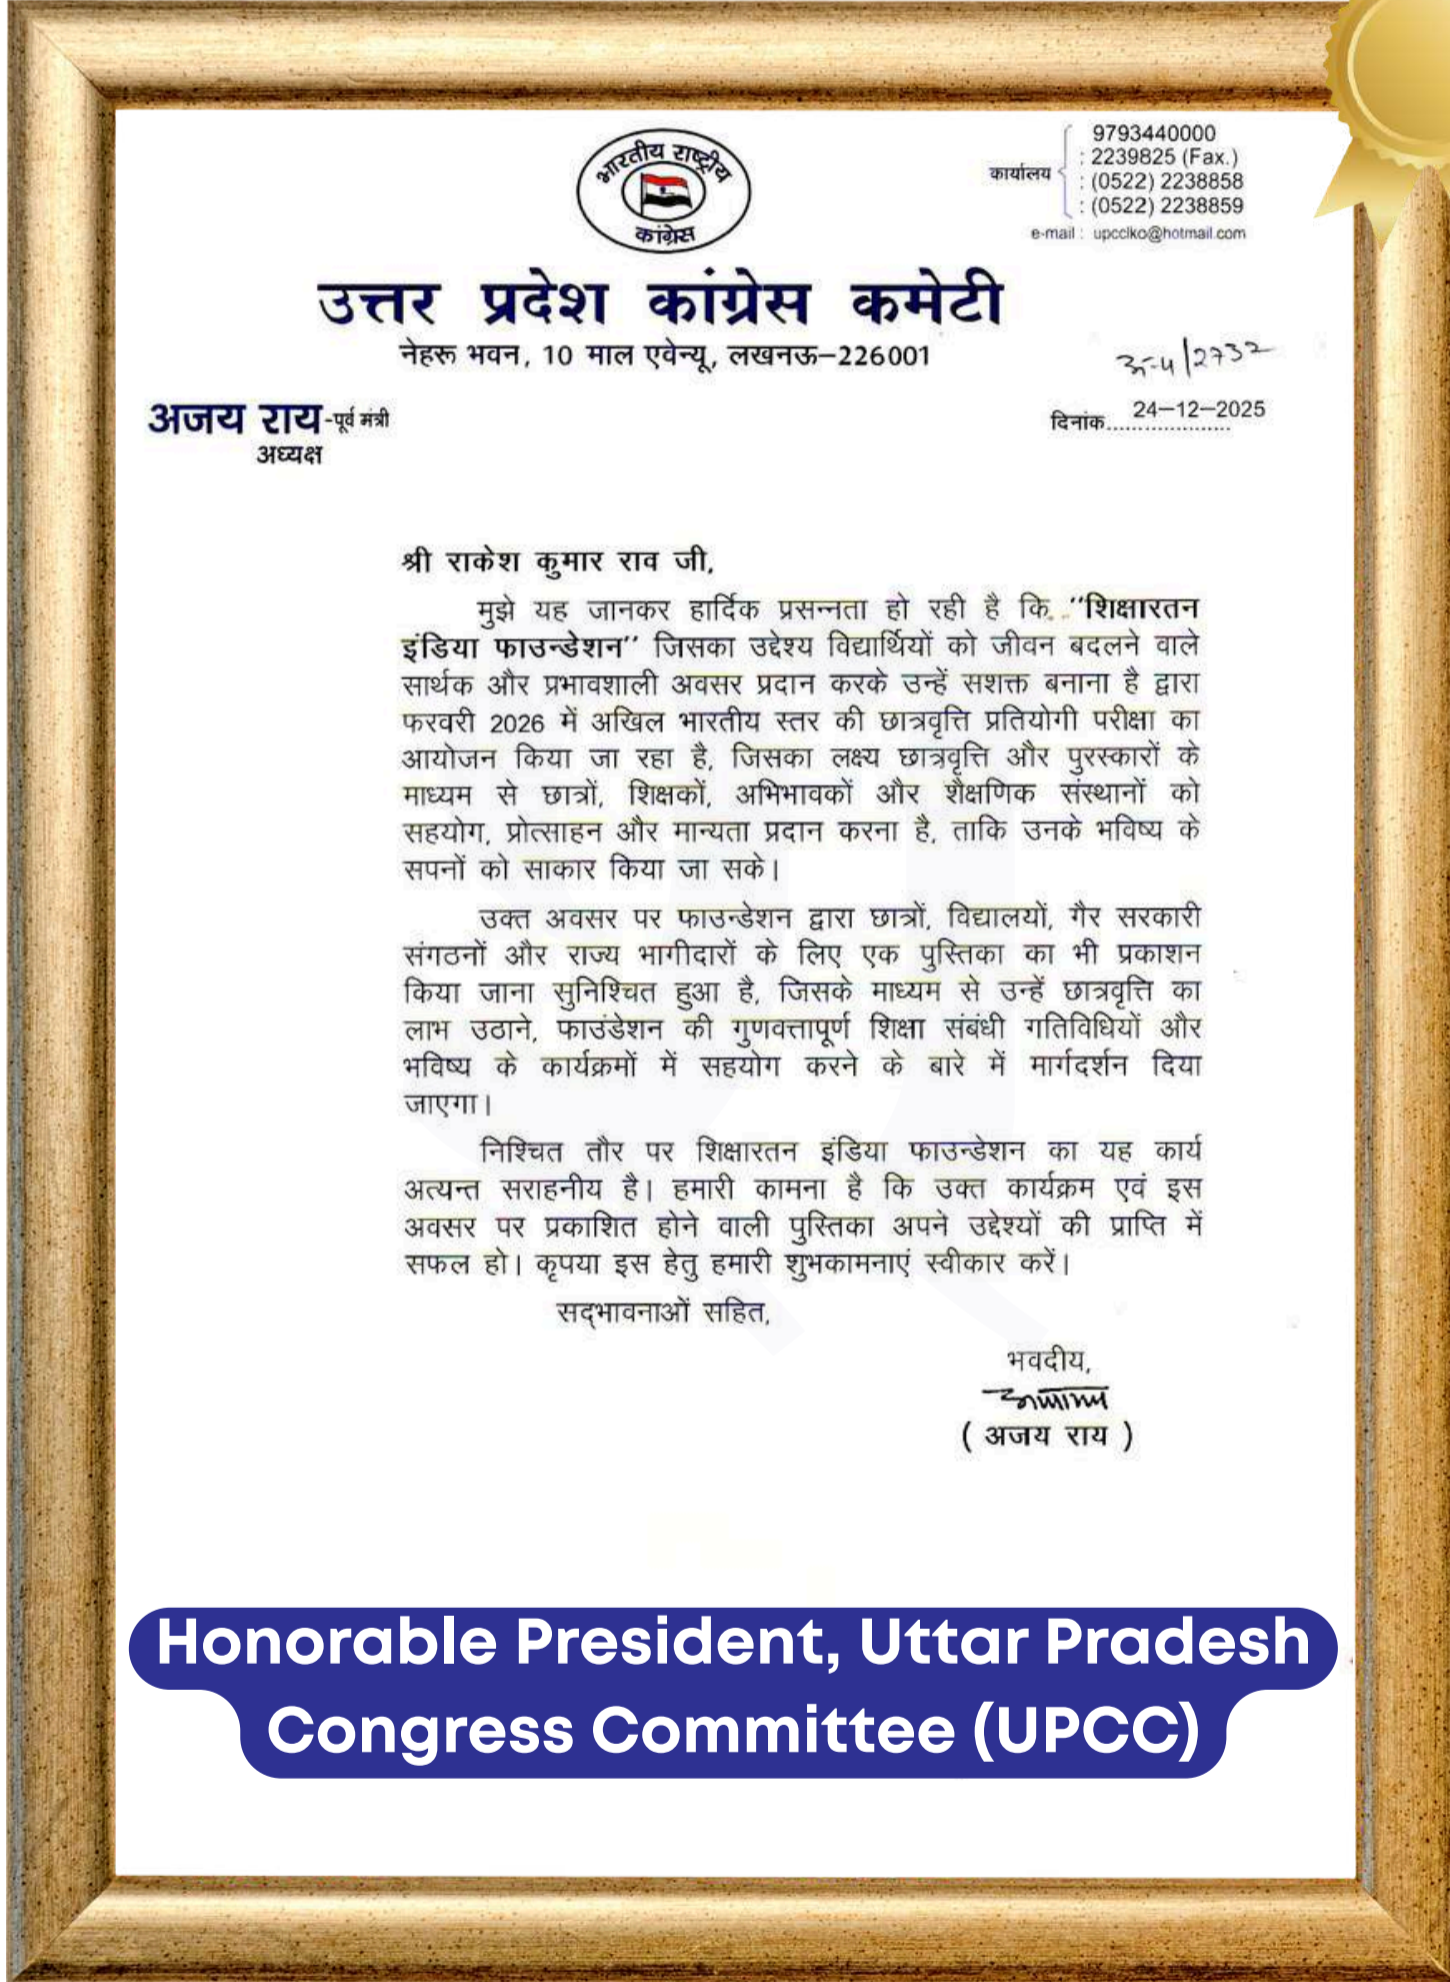 भारतीय राष्ट्रीय
कांग्रेस
कार्यालय
9793440000
: 2239825 (Fax.)
: (0522) 2238858
: (0522) 2238859
e-mail : upcclko@hotmail.com
उत्तर प्रदेश कांग्रेस कमेटी
नेहरू भवन, 10 माल एवेन्यू, लखनऊ–226001
अजय राय-पूर्व मंत्री
अध्यक्ष
दिनांक 24–12–2025
श्री राकेश कुमार राव जी,
मुझे यह जानकर हार्दिक प्रसन्नता हो रही है कि "शिक्षारतन
इंडिया फाउन्डेशन" जिसका उद्देश्य विद्यार्थियों को जीवन बदलने वाले
सार्थक और प्रभावशाली अवसर प्रदान करके उन्हें सशक्त बनाना है द्वारा
फरवरी 2026 में अखिल भारतीय स्तर की छात्रवृत्ति प्रतियोगी परीक्षा का
आयोजन किया जा रहा है, जिसका लक्ष्य छात्रवृत्ति और पुरस्कारों के
माध्यम से छात्रों, शिक्षकों, अभिभावकों और शैक्षणिक संस्थानों को
सहयोग, प्रोत्साहन और मान्यता प्रदान करना है, ताकि उनके भविष्य के
सपनों को साकार किया जा सके।
उक्त अवसर पर फाउन्डेशन द्वारा छात्रों, विद्यालयों, गैर सरकारी
संगठनों और राज्य भागीदारों के लिए एक पुस्तिका का भी प्रकाशन
किया जाना सुनिश्चित हुआ है, जिसके माध्यम से उन्हें छात्रवृत्ति का
लाभ उठाने, फाउंडेशन की गुणवत्तापूर्ण शिक्षा संबंधी गतिविधियों और
भविष्य के कार्यक्रमों में सहयोग करने के बारे में मार्गदर्शन दिया
जाएगा।
निश्चित तौर पर शिक्षारतन इंडिया फाउन्डेशन का यह कार्य
अत्यन्त सराहनीय है। हमारी कामना है कि उक्त कार्यक्रम एवं इस
अवसर पर प्रकाशित होने वाली पुस्तिका अपने उद्देश्यों की प्राप्ति में
सफल हो। कृपया इस हेतु हमारी शुभकामनाएं स्वीकार करें।
सद्भावनाओं सहित,
भवदीय,
( अजय राय )
Honorable President, Uttar Pradesh
Congress Committee (UPCC)